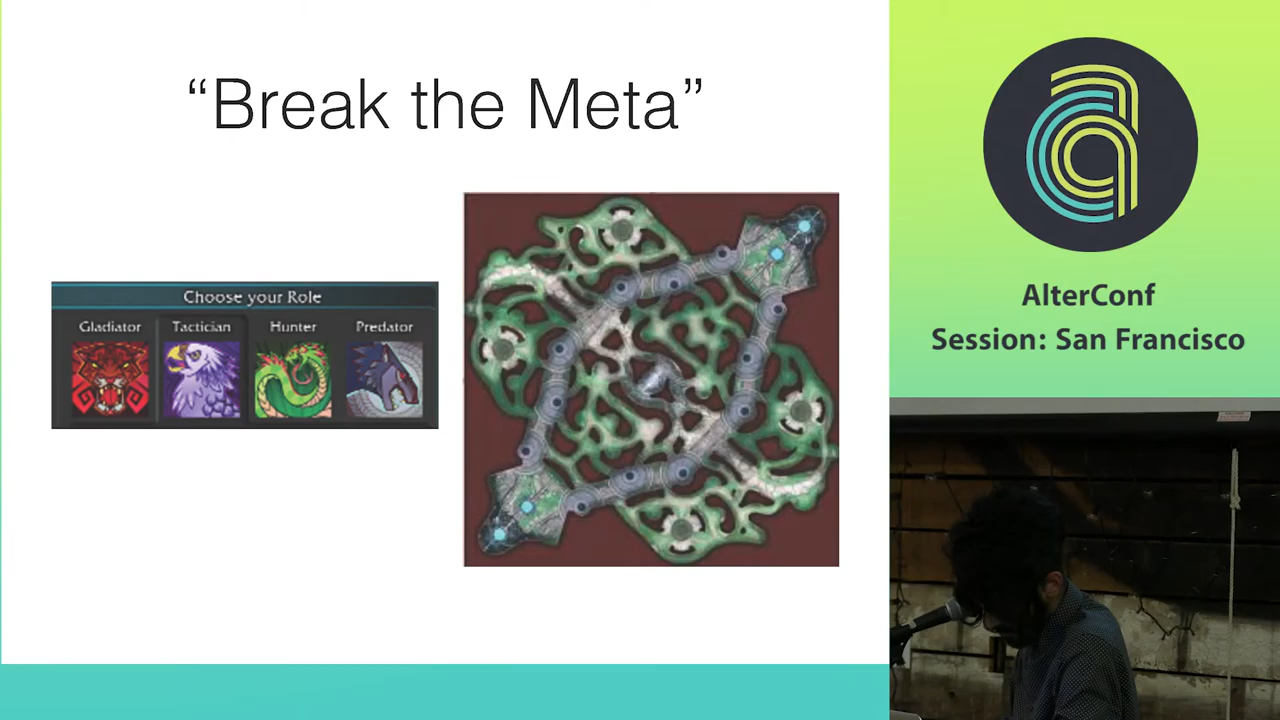 “Break the Meta”
Choose your Role
Gladiator Tactician Hunter Predator
AlterConf
Session: San Francisco